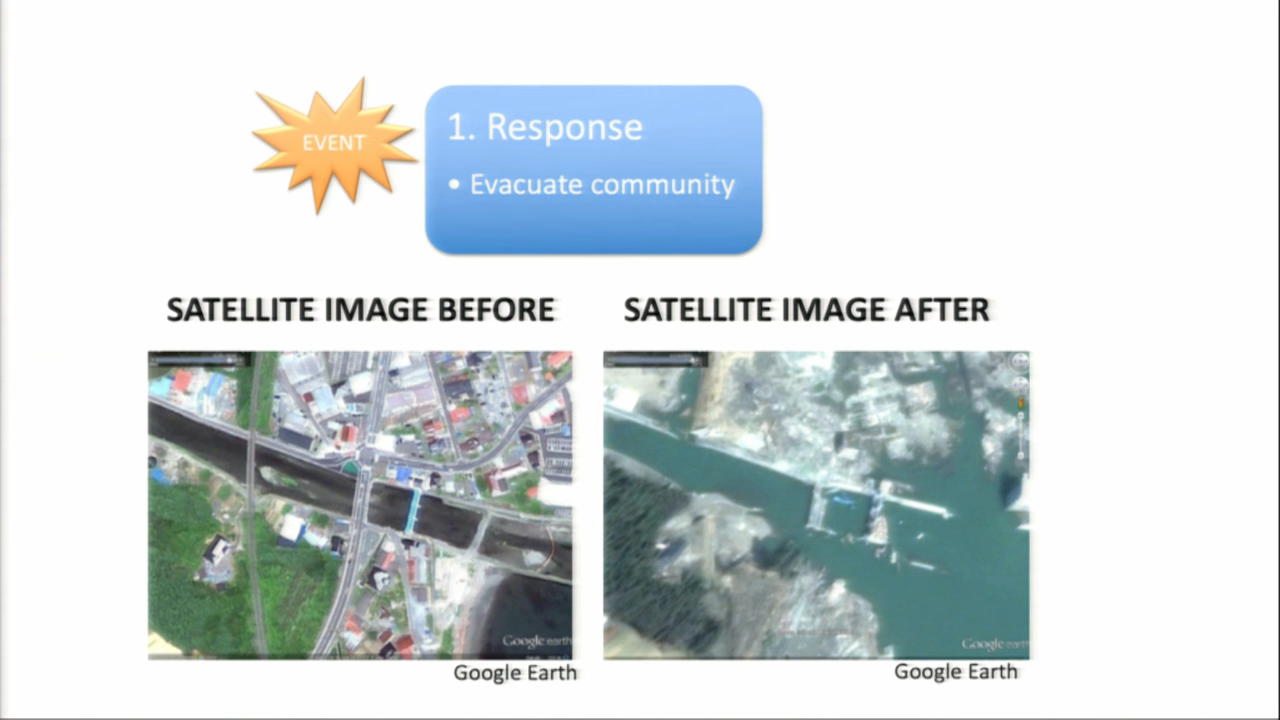 EVENT
1. Response
• Evacuate community
SATELLITE IMAGE BEFORE
SATELLITE IMAGE AFTER
Google earth
Google earth
Google Earth
Google Earth